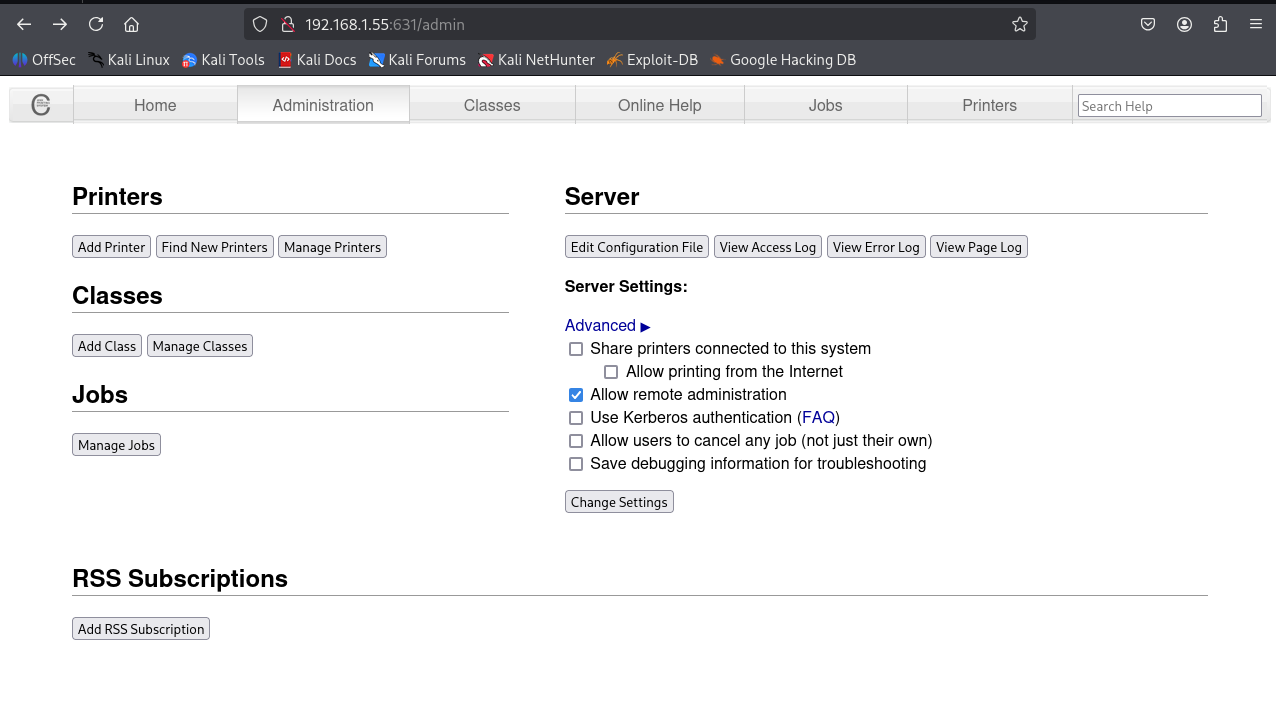 192.168.1.55:631/admin
OffSec Kali Linux Kali Tools Kali Docs Kali Forums Kali NetHunter Exploit-DB Google Hacking DB
Home Administration Classes Online Help Jobs Printers Search Help
Printers
Add Printer Find New Printers Manage Printers
Classes
Add Class Manage Classes
Jobs
Manage Jobs
Server
Edit Configuration File View Access Log View Error Log View Page Log
Server Settings:
Advanced ▶
Share printers connected to this system
Allow printing from the Internet
Allow remote administration
Use Kerberos authentication (FAQ)
Allow users to cancel any job (not just their own)
Save debugging information for troubleshooting
Change Settings
RSS Subscriptions
Add RSS Subscription